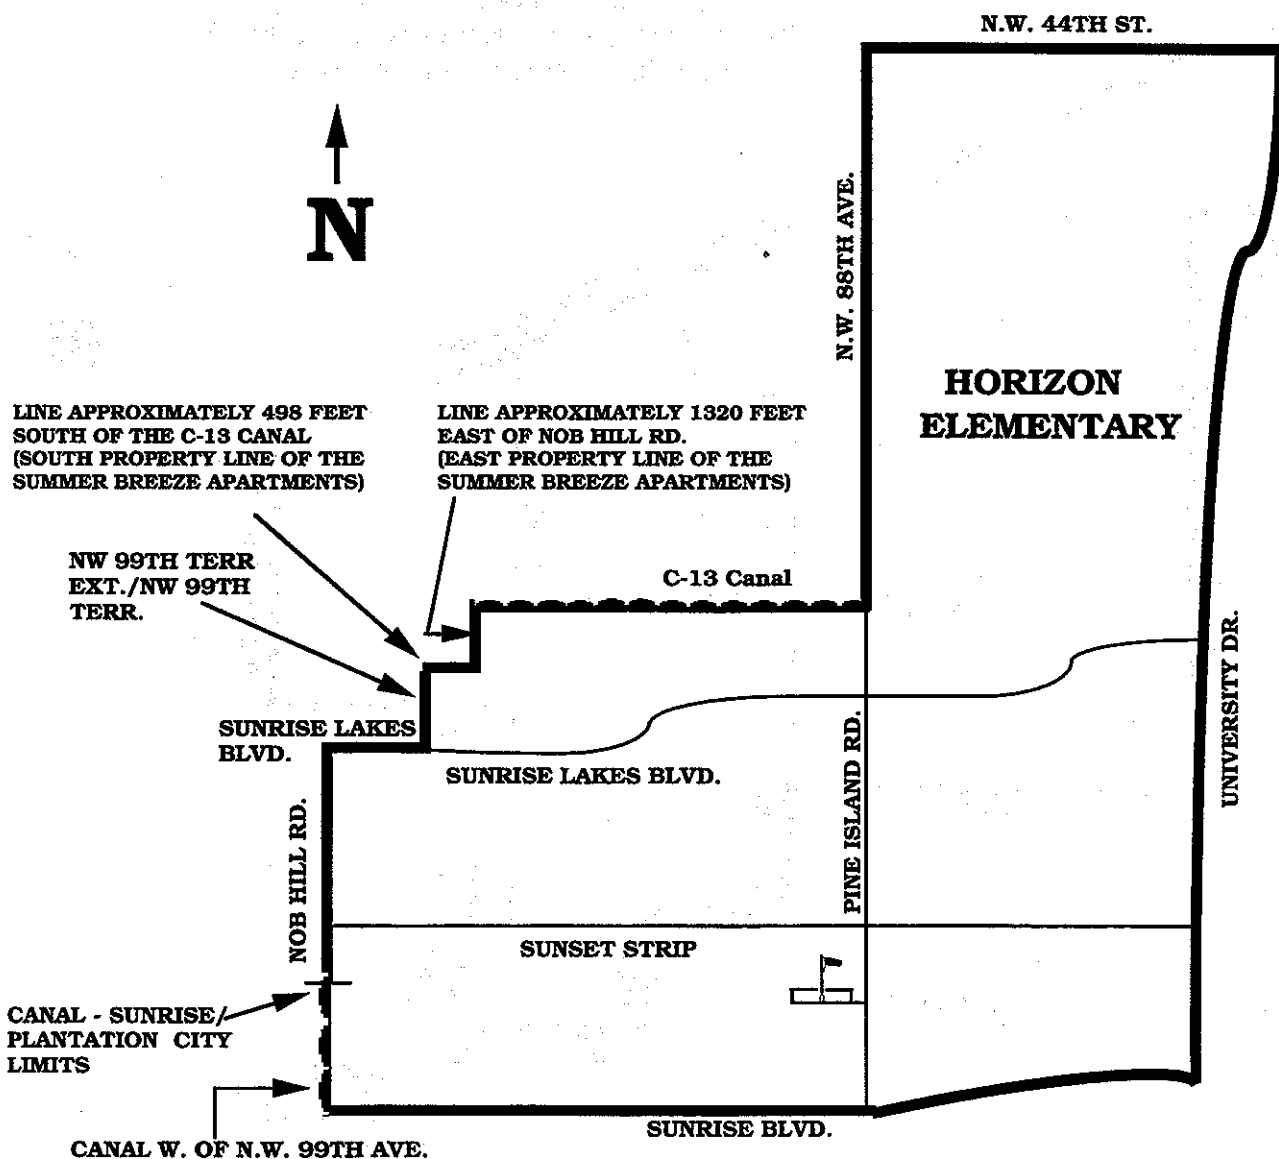 N.W. 44TH ST.
N
N.W. 88TH AVE.
HORIZON
ELEMENTARY
LINE APPROXIMATELY 498 FEET
SOUTH OF THE C-13 CANAL
(SOUTH PROPERTY LINE OF THE
SUMMER BREEZE APARTMENTS)
LINE APPROXIMATELY 1320 FEET
EAST OF NOB HILL RD.
(EAST PROPERTY LINE OF THE
SUMMER BREEZE APARTMENTS)
NW 99TH TERR
EXT./NW 99TH
TERR.
C-13 Canal
UNIVERSITY DR.
SUNRISE LAKES
BLVD.
SUNRISE LAKES BLVD.
PINE ISLAND RD.
NOB HILL RD.
SUNSET STRIP
CANAL - SUNRISE/
PLANTATION CITY
LIMITS
SUNRISE BLVD.
CANAL W. OF N.W. 99TH AVE.